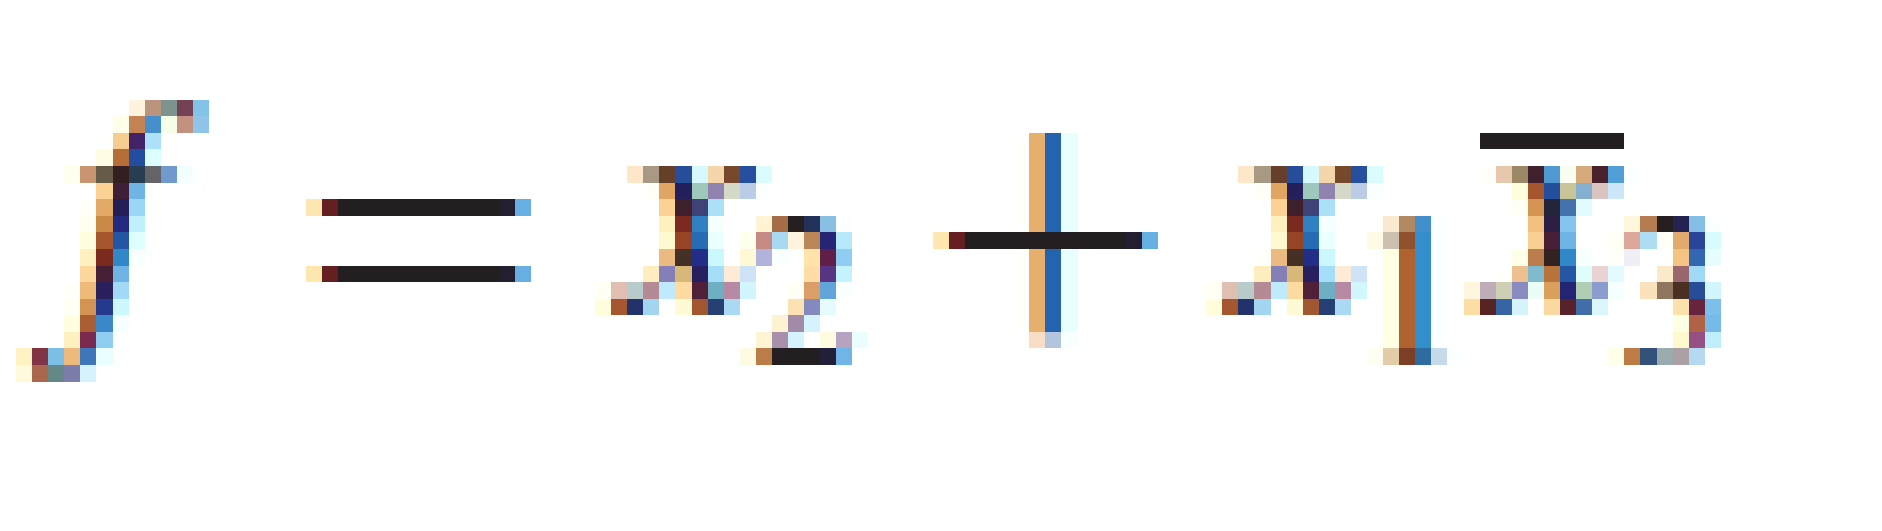 f = x₂ + x₁x̄₃